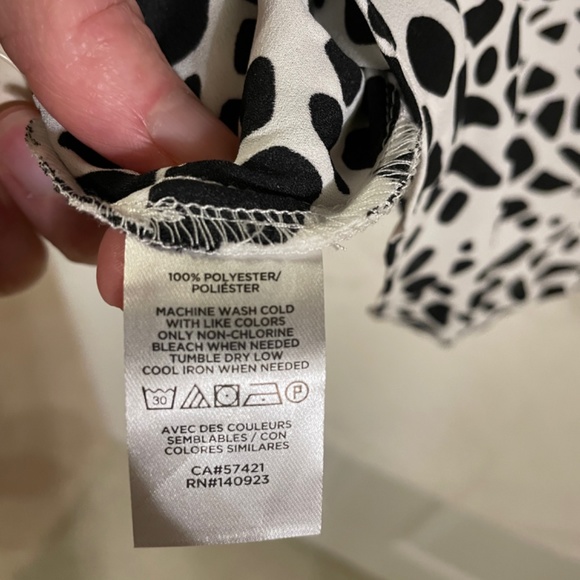 100% POLYESTER/
POLIÉSTER
MACHINE WASH COLD
WITH LIKE COLORS
ONLY NON-CHLORINE
BLEACH WHEN NEEDED
TUMBLE DRY LOW
COOL IRON WHEN NEEDED
30 P
AVEC DES COULEURS
SEMBLABLES / CON
COLORES SIMILARES
CA#57421
RN#140923